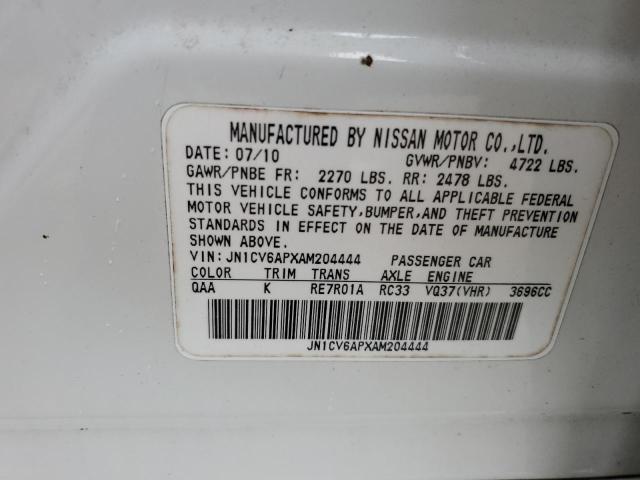 MANUFACTURED BY NISSAN MOTOR CO.,LTD.
DATE: 07/10 GVWR/PNBV: 4722 LBS.
GAWR/PNBE FR: 2270 LBS. RR: 2478 LBS.
THIS VEHICLE CONFORMS TO ALL APPLICABLE FEDERAL
MOTOR VEHICLE SAFETY,BUMPER,AND THEFT PREVENTION
STANDARDS IN EFFECT ON THE DATE OF MANUFACTURE
SHOWN ABOVE.
VIN: JN1CV6APXAM204444 PASSENGER CAR
COLOR TRIM TRANS AXLE ENGINE
QAA K RE7R01A RC33 VQ37(VHR) 3696CC
JN1CV6APXAM204444